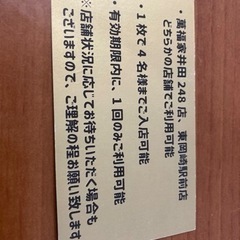 ・萬福家井田248店、東岡崎駅前店
どちらかの店舗でご利用可能
・1枚で4名様までご入店可能
・有効期限内に、1回のみご利用可能
※店舗状況に応じてお待ちいただく場合も
ございますので、ご理解の程お願い致します